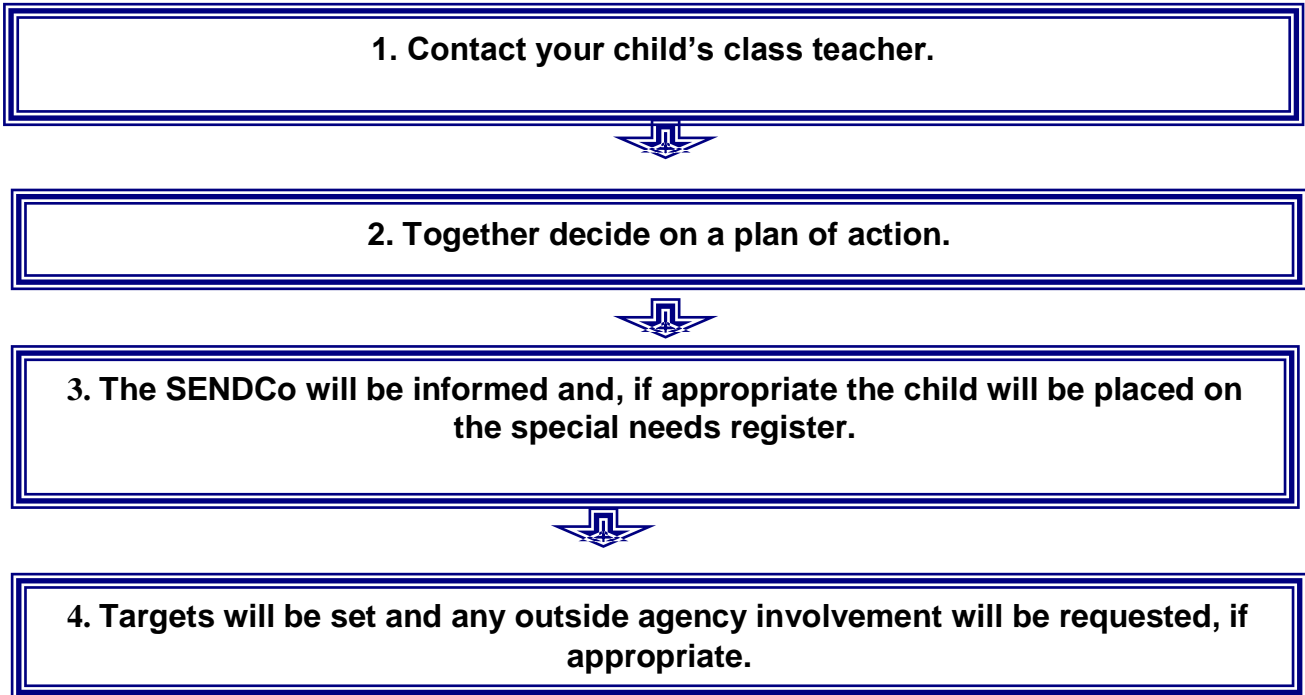 1. Contact your child’s class teacher.
2. Together decide on a plan of action.
3. The SENDCo will be informed and, if appropriate the child will be placed on
the special needs register.
4. Targets will be set and any outside agency involvement will be requested, if
appropriate.